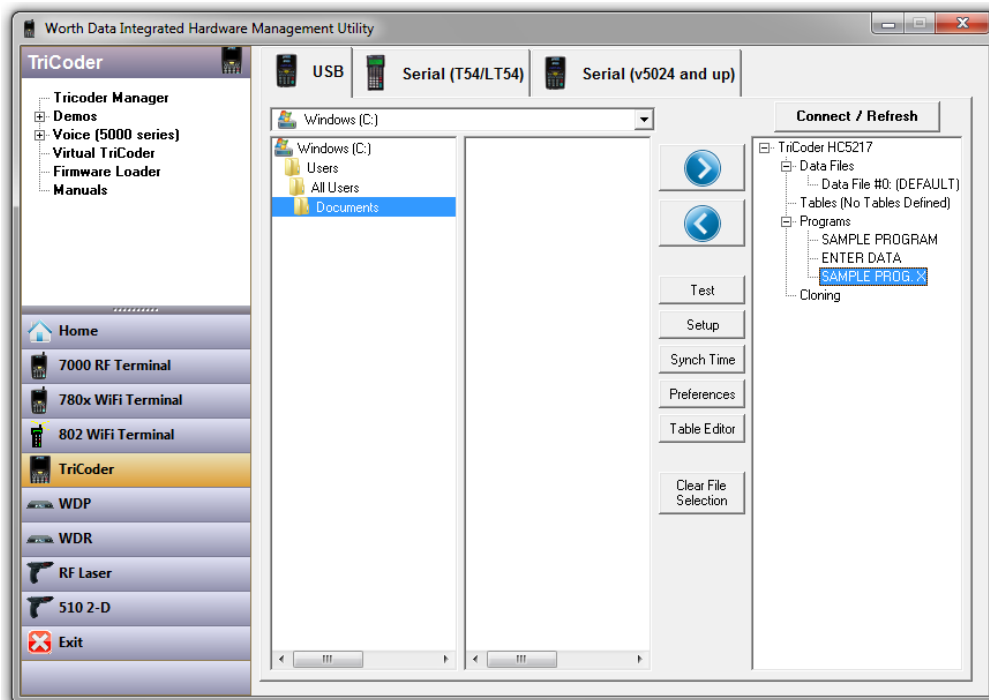 Worth Data Integrated Hardware Management Utility
TriCoder
Tricoder Manager
Demos
Voice (5000 series)
Virtual TriCoder
Firmware Loader
Manuals
Home
7000 RF Terminal
780x WiFi Terminal
802 WiFi Terminal
TriCoder
WDP
WDR
RF Laser
510 2-D
Exit
USB
Serial (T54/LT54)
Serial (v5024 and up)
Windows (C:)
Windows (C:)
Users
All Users
Documents
Test
Setup
Synch Time
Preferences
Table Editor
Clear File
Selection
Connect / Refresh
TriCoder HC5217
Data Files
Data File #0: (DEFAULT)
Tables (No Tables Defined)
Programs
SAMPLE PROGRAM
ENTER DATA
SAMPLE PROG. X
Cloning